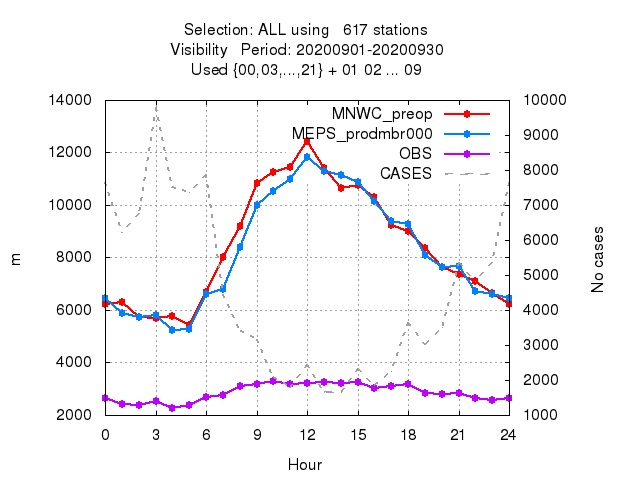 Selection: ALL using 617 stations
Visibility Period: 20200901-20200930
Used {00,03,...,21} + 01 02 ... 09
14000 10000
MNWC_preop
9000
MEPS_prodmbr000
12000
OBS
8000
CASES
10000 7000
6000
8000
m
No cases
5000
6000
4000
3000
4000
2000
2000 1000
0 3 6 9 12 15 18 21 24
Hour